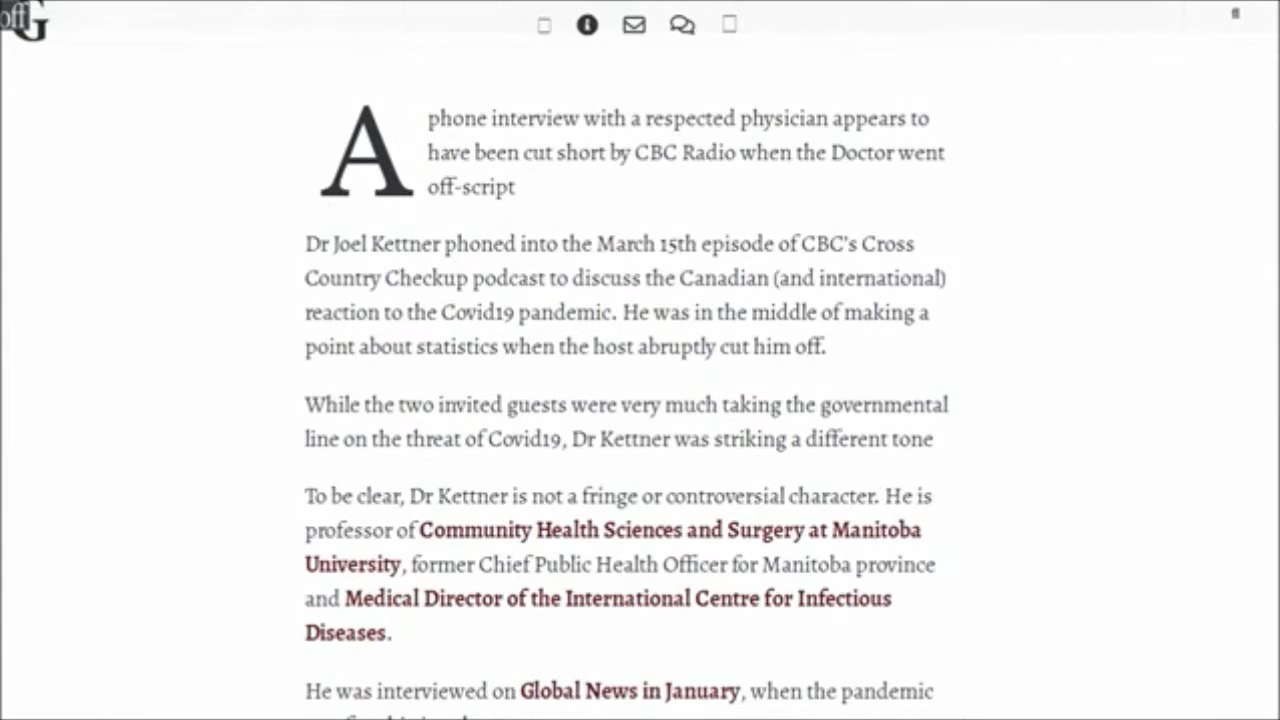 off
G
A phone interview with a respected physician appears to
have been cut short by CBC Radio when the Doctor went
off-script
Dr Joel Kettner phoned into the March 15th episode of CBC's Cross
Country Checkup podcast to discuss the Canadian (and international)
reaction to the Covid19 pandemic. He was in the middle of making a
point about statistics when the host abruptly cut him off.
While the two invited guests were very much taking the governmental
line on the threat of Covid19, Dr Kettner was striking a different tone
To be clear, Dr Kettner is not a fringe or controversial character. He is
professor of Community Health Sciences and Surgery at Manitoba
University, former Chief Public Health Officer for Manitoba province
and Medical Director of the International Centre for Infectious
Diseases.
He was interviewed on Global News in January, when the pandemic